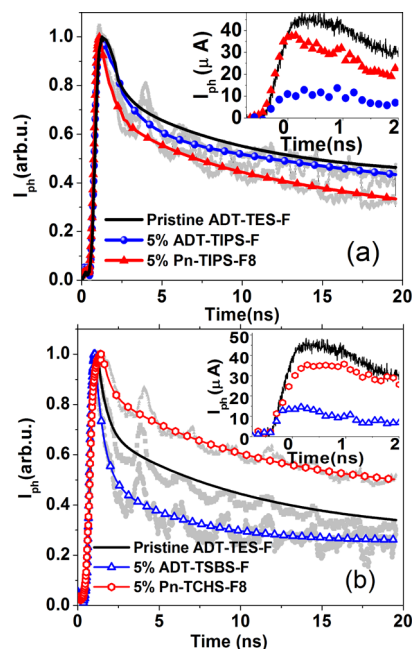 1.0
0.8
0.6
0.4
0.2
0.0
I_ph(arb.u.)
40
30
20
10
0
I_ph (μ A)
0 1 2
Time(ns)
Pristine ADT-TES-F
5% ADT-TIPS-F
5% Pn-TIPS-F8
(a)
0 5 10 15 20
Time(ns)
1.0
0.8
0.6
0.4
0.2
0.0
I_ph(arb.u.)
50
40
30
20
10
0
I_ph (μ A)
0 1 2
Time(ns)
Pristine ADT-TES-F
5% ADT-TSBS-F
5% Pn-TCHS-F8
(b)
0 5 10 15 20
Time (ns)